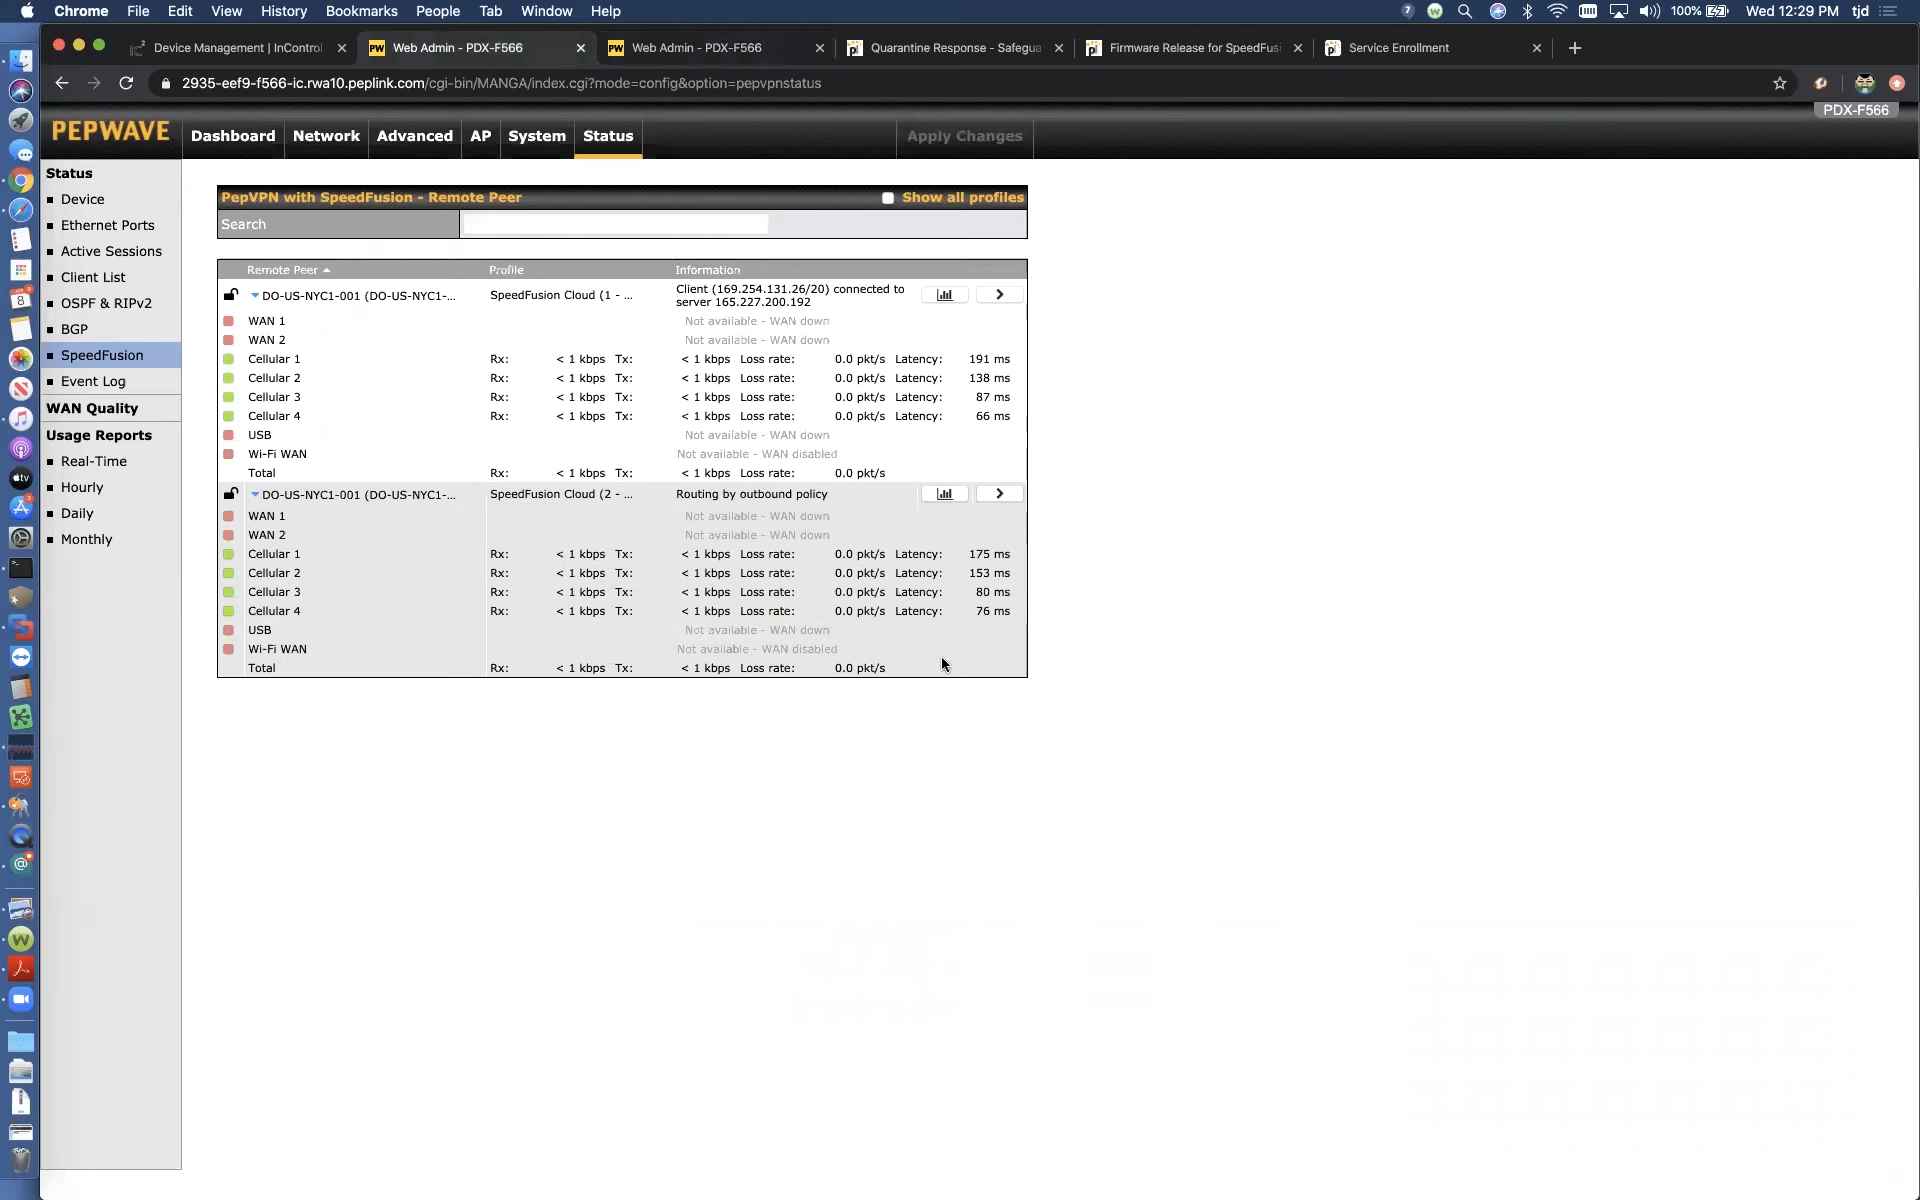 Chrome File Edit View History Bookmarks People Tab Window Help 7 100% Wed 12:29 PM tjd
Device Management | InControl Web Admin - PDX-F566 Web Admin - PDX-F566 Quarantine Response - Safegua Firmware Release for SpeedFusi Service Enrollment
2935-eef9-f566-ic.rwa10.peplink.com/cgi-bin/MANGA/index.cgi?mode=config&option=pepvpnstatus
PDX-F566
PEPWAVE Dashboard Network Advanced AP System Status Apply Changes
Status
Device
Ethernet Ports
Active Sessions
Client List
OSPF & RIPv2
BGP
SpeedFusion
Event Log
WAN Quality
Usage Reports
Real-Time
Hourly
Daily
Monthly
PepVPN with SpeedFusion - Remote Peer Show all profiles
Search
Remote Peer Profile Information
DO-US-NYC1-001 (DO-US-NYC1-... SpeedFusion Cloud (1 - ... Client (169.254.131.26/20) connected to
server 165.227.200.192
WAN 1 Not available - WAN down
WAN 2 Not available - WAN down
Cellular 1 Rx: < 1 kbps Tx: < 1 kbps Loss rate: 0.0 pkt/s Latency: 191 ms
Cellular 2 Rx: < 1 kbps Tx: < 1 kbps Loss rate: 0.0 pkt/s Latency: 138 ms
Cellular 3 Rx: < 1 kbps Tx: < 1 kbps Loss rate: 0.0 pkt/s Latency: 87 ms
Cellular 4 Rx: < 1 kbps Tx: < 1 kbps Loss rate: 0.0 pkt/s Latency: 66 ms
USB Not available - WAN down
Wi-Fi WAN Not available - WAN disabled
Total Rx: < 1 kbps Tx: < 1 kbps Loss rate: 0.0 pkt/s
DO-US-NYC1-001 (DO-US-NYC1-... SpeedFusion Cloud (2 - ... Routing by outbound policy
WAN 1 Not available - WAN down
WAN 2 Not available - WAN down
Cellular 1 Rx: < 1 kbps Tx: < 1 kbps Loss rate: 0.0 pkt/s Latency: 175 ms
Cellular 2 Rx: < 1 kbps Tx: < 1 kbps Loss rate: 0.0 pkt/s Latency: 153 ms
Cellular 3 Rx: < 1 kbps Tx: < 1 kbps Loss rate: 0.0 pkt/s Latency: 80 ms
Cellular 4 Rx: < 1 kbps Tx: < 1 kbps Loss rate: 0.0 pkt/s Latency: 76 ms
USB Not available - WAN down
Wi-Fi WAN Not available - WAN disabled
Total Rx: < 1 kbps Tx: < 1 kbps Loss rate: 0.0 pkt/s